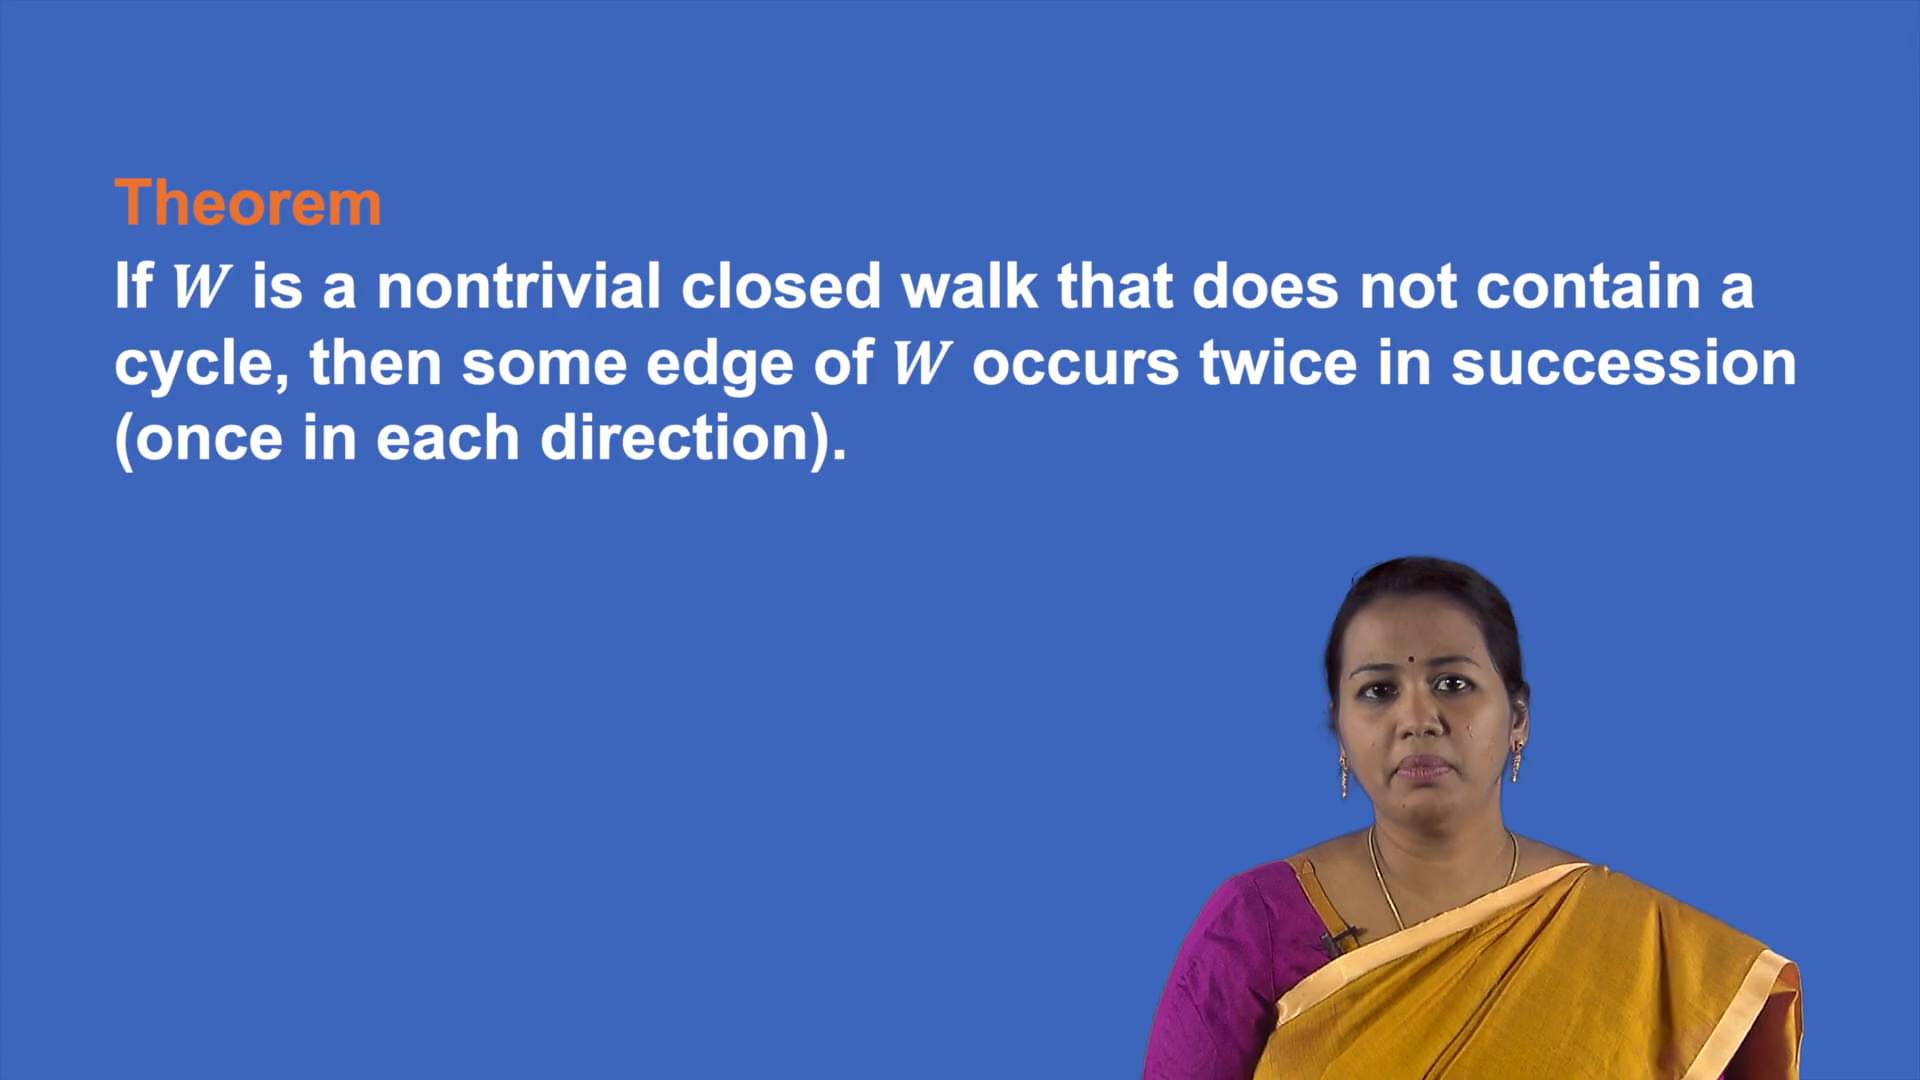 Theorem
If W is a nontrivial closed walk that does not contain a
cycle, then some edge of W occurs twice in succession
(once in each direction).